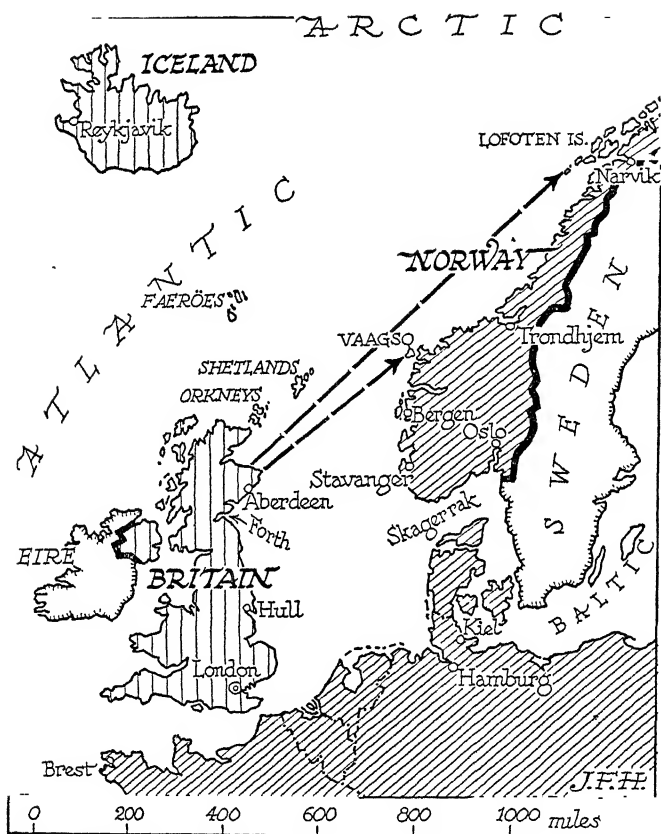 ARCTIC
ICELAND
Reykjavik
LOFOTEN IS.
Narvik
ATLANTIC
NORWAY
FAERÖES
VAAGSO
Trondhjem
SHETLANDS
ORKNEYS
SWEDEN
Bergen
Oslo
Stavanger
Aberdeen
Skagerrak
Forth
EIRE
BRITAIN
Hull
BALTIC
Kiel
London
Hamburg
Brest
J.F.H.
0 200 400 600 800 1000 miles